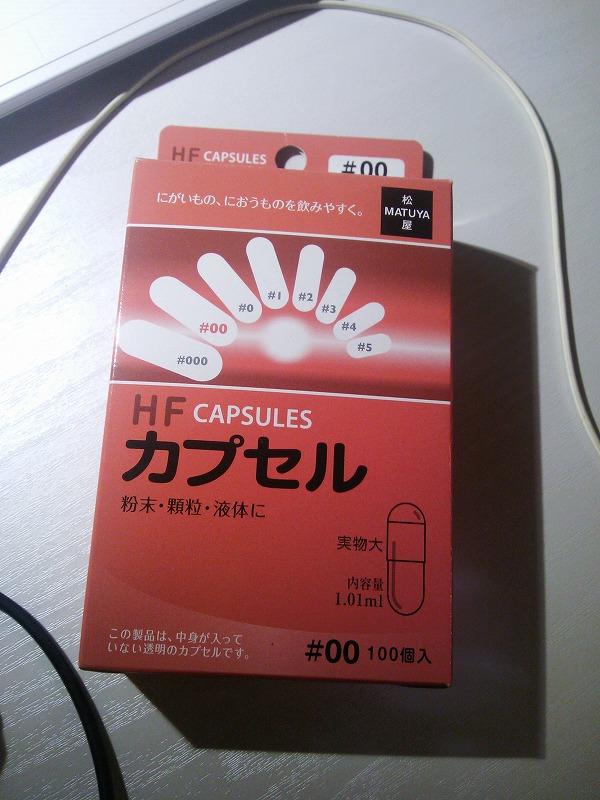 HF CAPSULES
#00
にがいもの、におうものを飲みやすく。
松
MATUYA
屋
#000
#00
#0
#1
#2
#3
#4
#5
HF CAPSULES
カプセル
粉末・顆粒・液体に
実物大
内容量
1.01ml
この製品は、中身が入って
いない透明のカプセルです。
#00 100個入